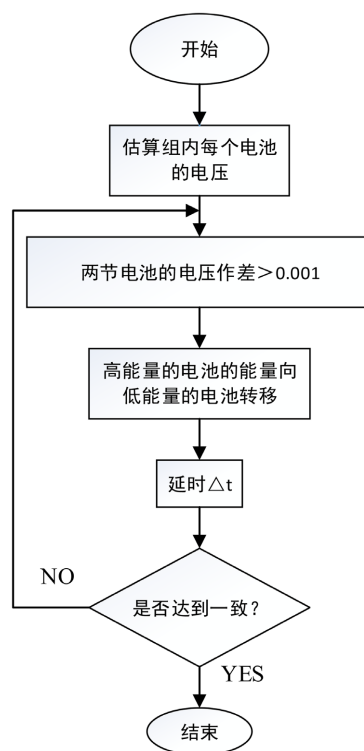 开始
估算组内每个电池
的电压
两节电池的电压作差＞0.001
高能量的电池的能量向
低能量的电池转移
延时△t
是否达到一致？
NO
YES
结束